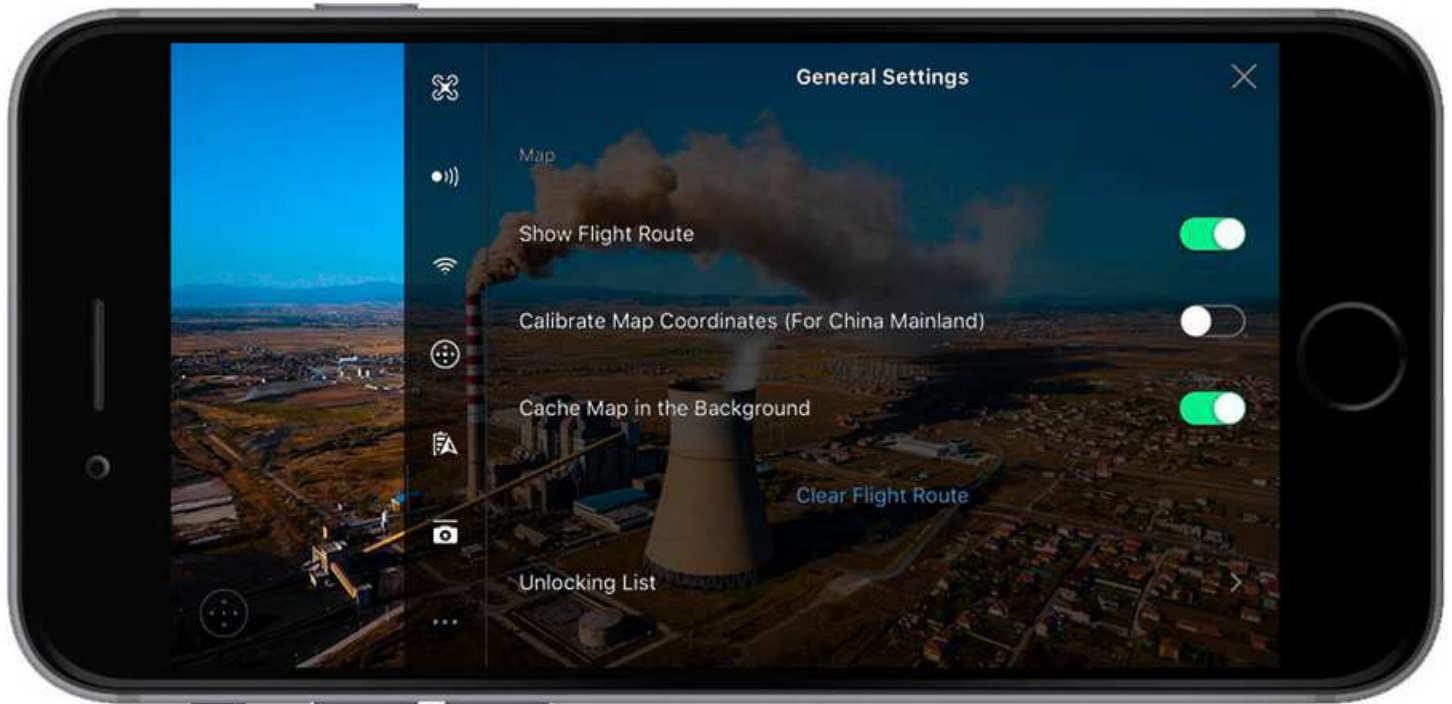 General Settings
Map
Show Flight Route
Calibrate Map Coordinates (For China Mainland)
Cache Map in the Background
Clear Flight Route
Unlocking List